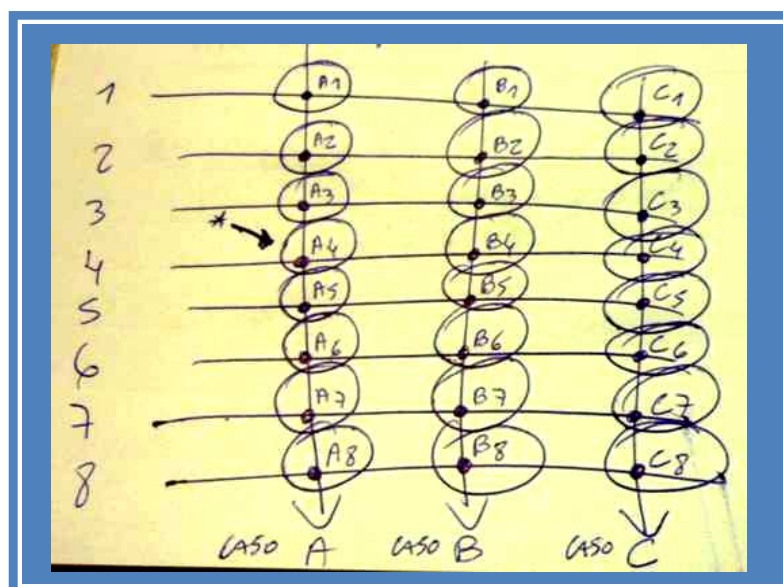 1 A1 B1 C1
2 A2 B2 C2
3 A3 B3 C3
*
4 A4 B4 C4
5 A5 B5 C5
6 A6 B6 C6
7 A7 B7 C7
8 A8 B8 C8
CASO A CASO B CASO C